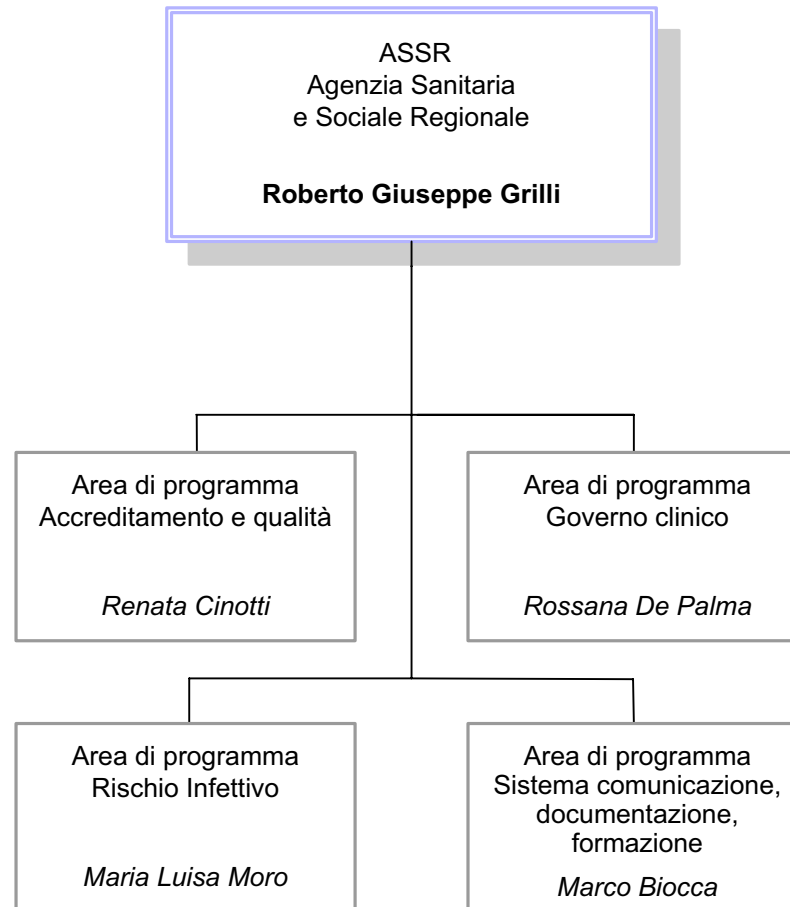 ASSR
Agenzia Sanitaria
e Sociale Regionale
Roberto Giuseppe Grilli
Area di programma
Accreditamento e qualità
Renata Cinotti
Area di programma
Governo clinico
Rossana De Palma
Area di programma
Rischio Infettivo
Maria Luisa Moro
Area di programma
Sistema comunicazione,
documentazione,
formazione
Marco Biocca